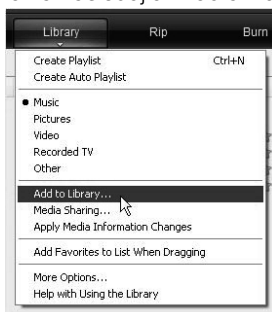 Library Rip Burn
Create Playlist Ctrl+N
Create Auto Playlist
Music
Pictures
Video
Recorded TV
Other
Add to Library...
Media Sharing...
Apply Media Information Changes
Add Favorites to List When Dragging
More Options...
Help with Using the Library